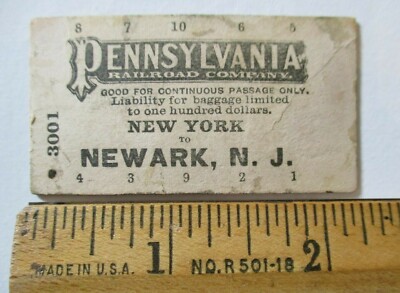 8 7 10 6 5
PENNSYLVANIA
RAILROAD COMPANY.
GOOD FOR CONTINUOUS PASSAGE ONLY.
Liability for baggage limited
to one hundred dollars.
NEW YORK
TO
NEWARK, N. J.
4 3 9 2 1
3001
1 2
MADE IN U.S.A. NO. R 501-18